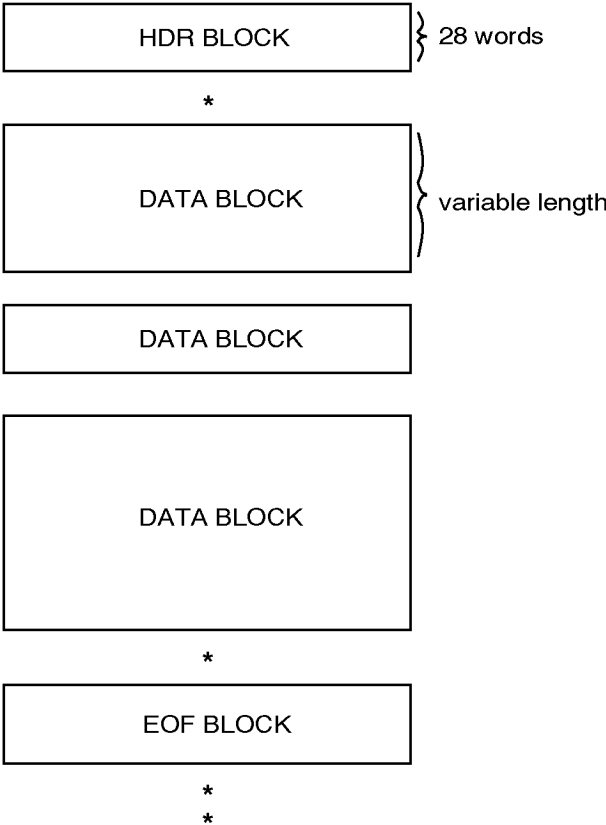 HDR BLOCK
28 words
*
DATA BLOCK
variable length
DATA BLOCK
DATA BLOCK
*
EOF BLOCK
*
*